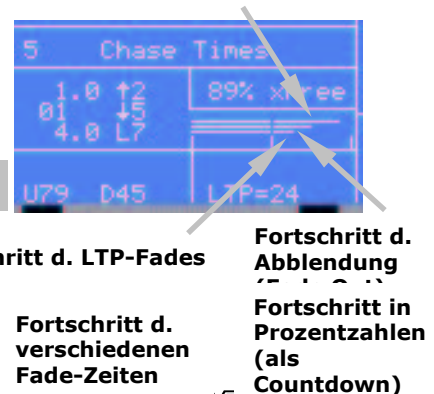 5 Chase Times
1.0 ↑2 89% xFree
01 ↓5
4.0 L7
U79 D45 LTP=24
hritt d. LTP-Fades
Fortschritt d.
Abblendung
Fortschritt d.
verschiedenen
Fade-Zeiten
Fortschritt in
Prozentzahlen
(als
Countdown)